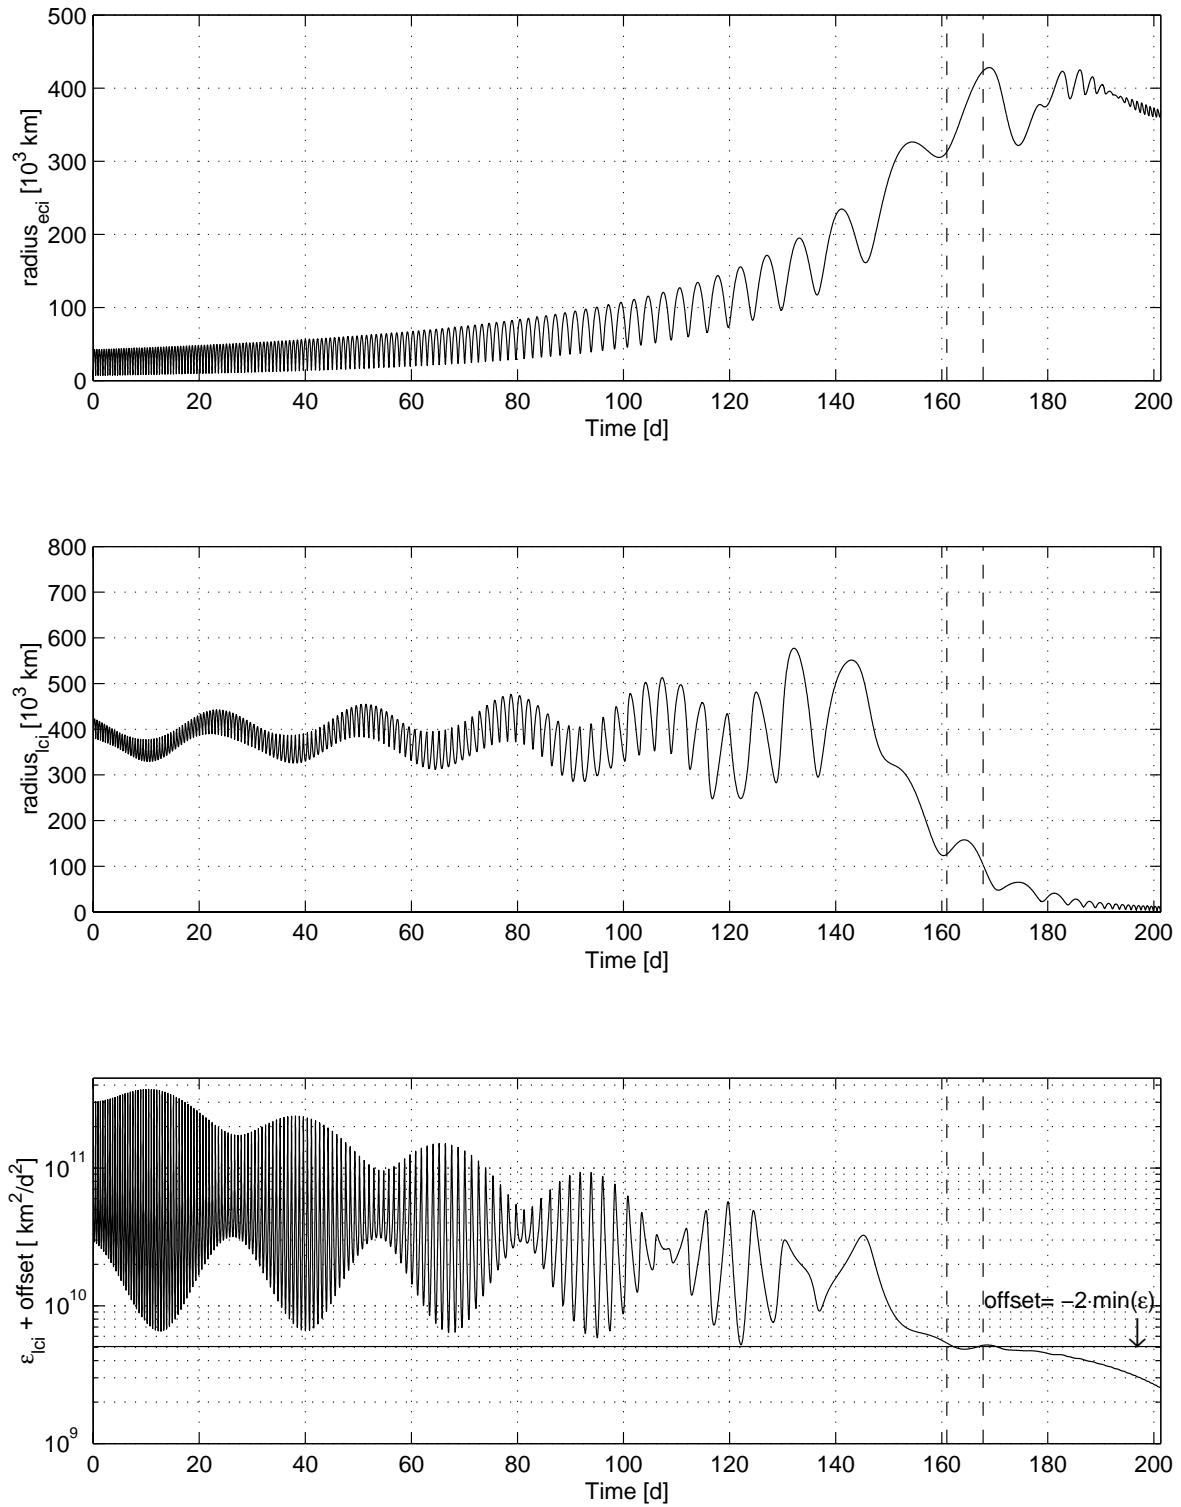 500
400
300
200
100
0
radius_eci [10^3 km]
0 20 40 60 80 100 120 140 160 180 200
Time [d]
800
700
600
500
400
300
200
100
0
radius_lci [10^3 km]
0 20 40 60 80 100 120 140 160 180 200
Time [d]
10^11
10^10
10^9
ε_lci + offset [ km^2/d^2]
offset= −2·min(ε)
0 20 40 60 80 100 120 140 160 180 200
Time [d]